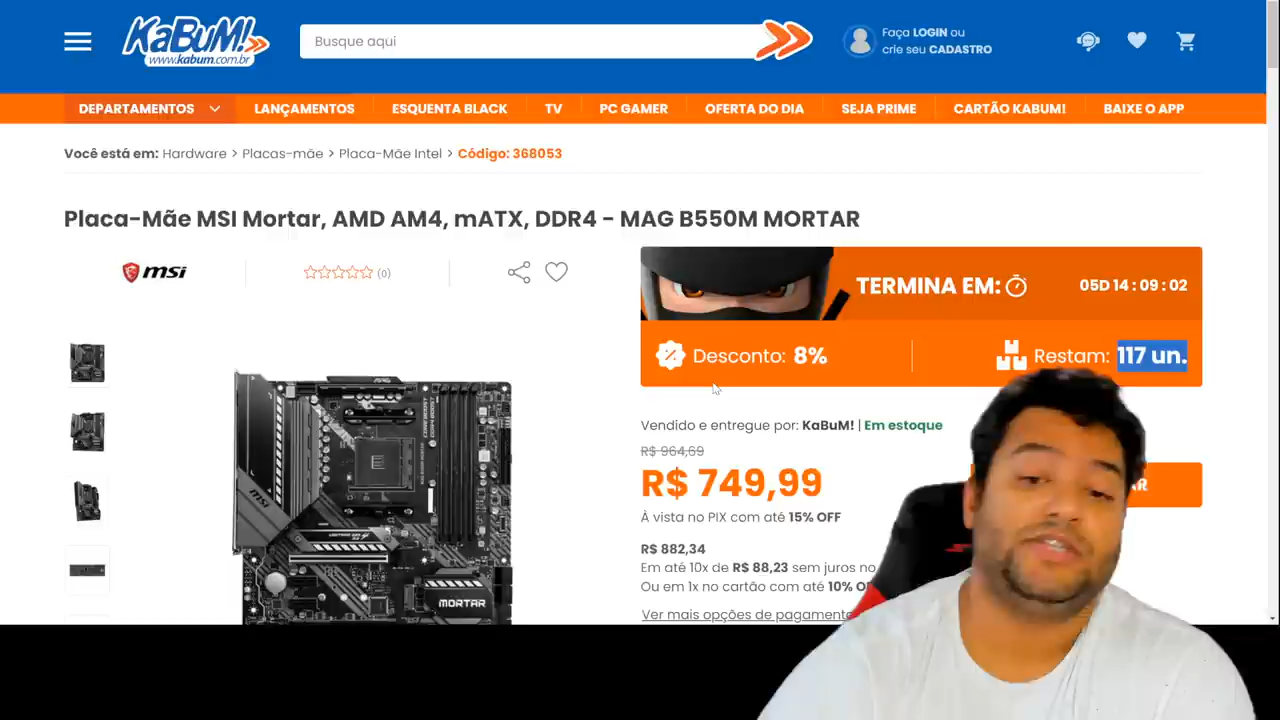 KaBuM!
www.kabum.com.br
Busque aqui
Faça LOGIN ou
crie seu CADASTRO
DEPARTAMENTOS LANÇAMENTOS ESQUENTA BLACK TV PC GAMER OFERTA DO DIA SEJA PRIME CARTÃO KABUM! BAIXE O APP
Você está em: Hardware > Placas-mãe > Placa-Mãe Intel > Código: 368053
Placa-Mãe MSI Mortar, AMD AM4, mATX, DDR4 - MAG B550M MORTAR
msi (0)
TERMINA EM: 05D 14 : 09 : 02
Desconto: 8% Restam: 117 un.
Vendido e entregue por: KaBuM! | Em estoque
R$ 964,69
R$ 749,99
À vista no PIX com até 15% OFF
R$ 882,34
Em até 10x de R$ 88,23 sem juros no
Ou em 1x no cartão com até 10%
Ver mais opções de pagamento
msi
MORTAR